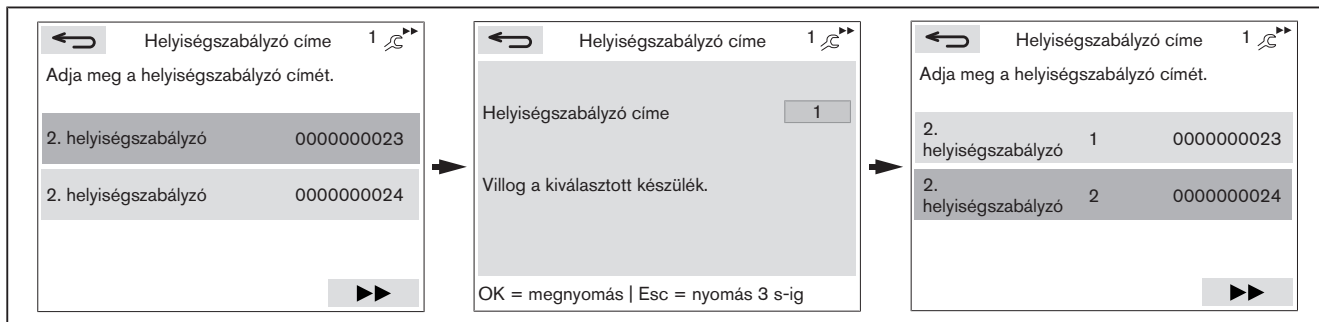 Helyiségszabályzó címe 1
Adja meg a helyiségszabályzó címét.
2. helyiségszabályzó 0000000023
2. helyiségszabályzó 0000000024
Helyiségszabályzó címe 1
Helyiségszabályzó címe 1
Villog a kiválasztott készülék.
OK = megnyomás | Esc = nyomás 3 s-ig
Helyiségszabályzó címe 1
Adja meg a helyiségszabályzó címét.
2.
helyiségszabályzó 1 0000000023
2.
helyiségszabályzó 2 0000000024